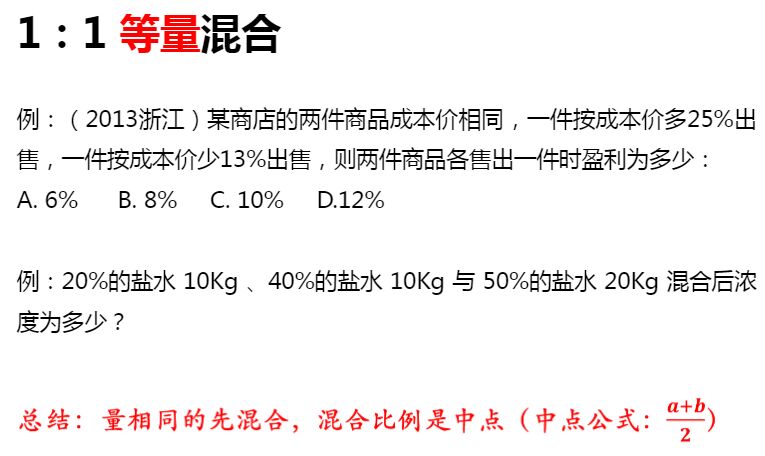 1：1 等量混合
例：（2013浙江）某商店的两件商品成本价相同，一件按成本价多25%出
售，一件按成本价少13%出售，则两件商品各售出一件时盈利为多少：
A. 6% B. 8% C. 10% D.12%
例：20%的盐水 10Kg 、40%的盐水 10Kg 与 50%的盐水 20Kg 混合后浓
度为多少？
总结：量相同的先混合，混合比例是中点（中点公式：\frac{a+b}{2}）